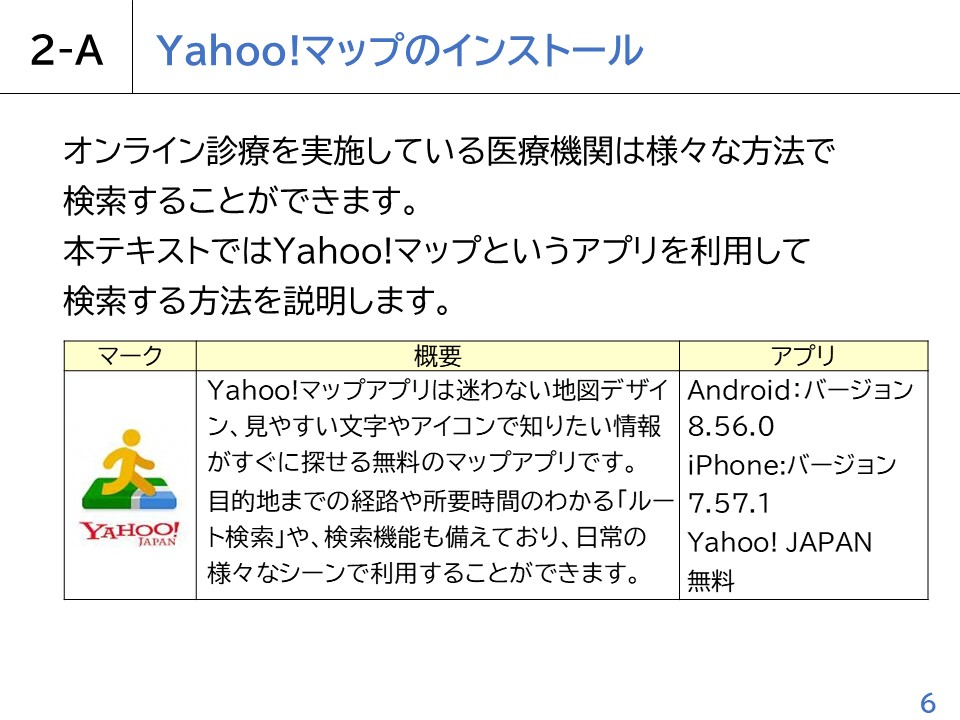 2-A
Yahoo!マップのインストール
オンライン診療を実施している医療機関は様々な方法で
検索することができます。
本テキストではYahoo!マップというアプリを利用して
検索する方法を説明します。
マーク
概要
アプリ
YAHOO!
JAPAN
Yahoo!マップアプリは迷わない地図デザイ
ン、見やすい文字やアイコンで知りたい情報
がすぐに探せる無料のマップアプリです。
目的地までの経路や所要時間のわかる「ルー
ト検索」や、検索機能も備えており、日常の
様々なシーンで利用することができます。
Android：バージョン
8.56.0
iPhone:バージョン
7.57.1
Yahoo! JAPAN
無料
6